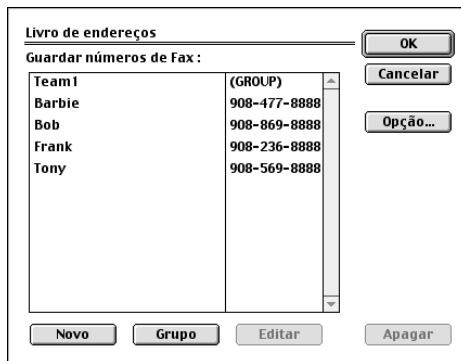 Livro de endereços
Guardar números de Fax :
OK
Cancelar
Opção...
Team1 (GROUP)
Barbie 908-477-8888
Bob 908-869-8888
Frank 908-236-8888
Tony 908-569-8888
Novo Grupo Editar Apagar